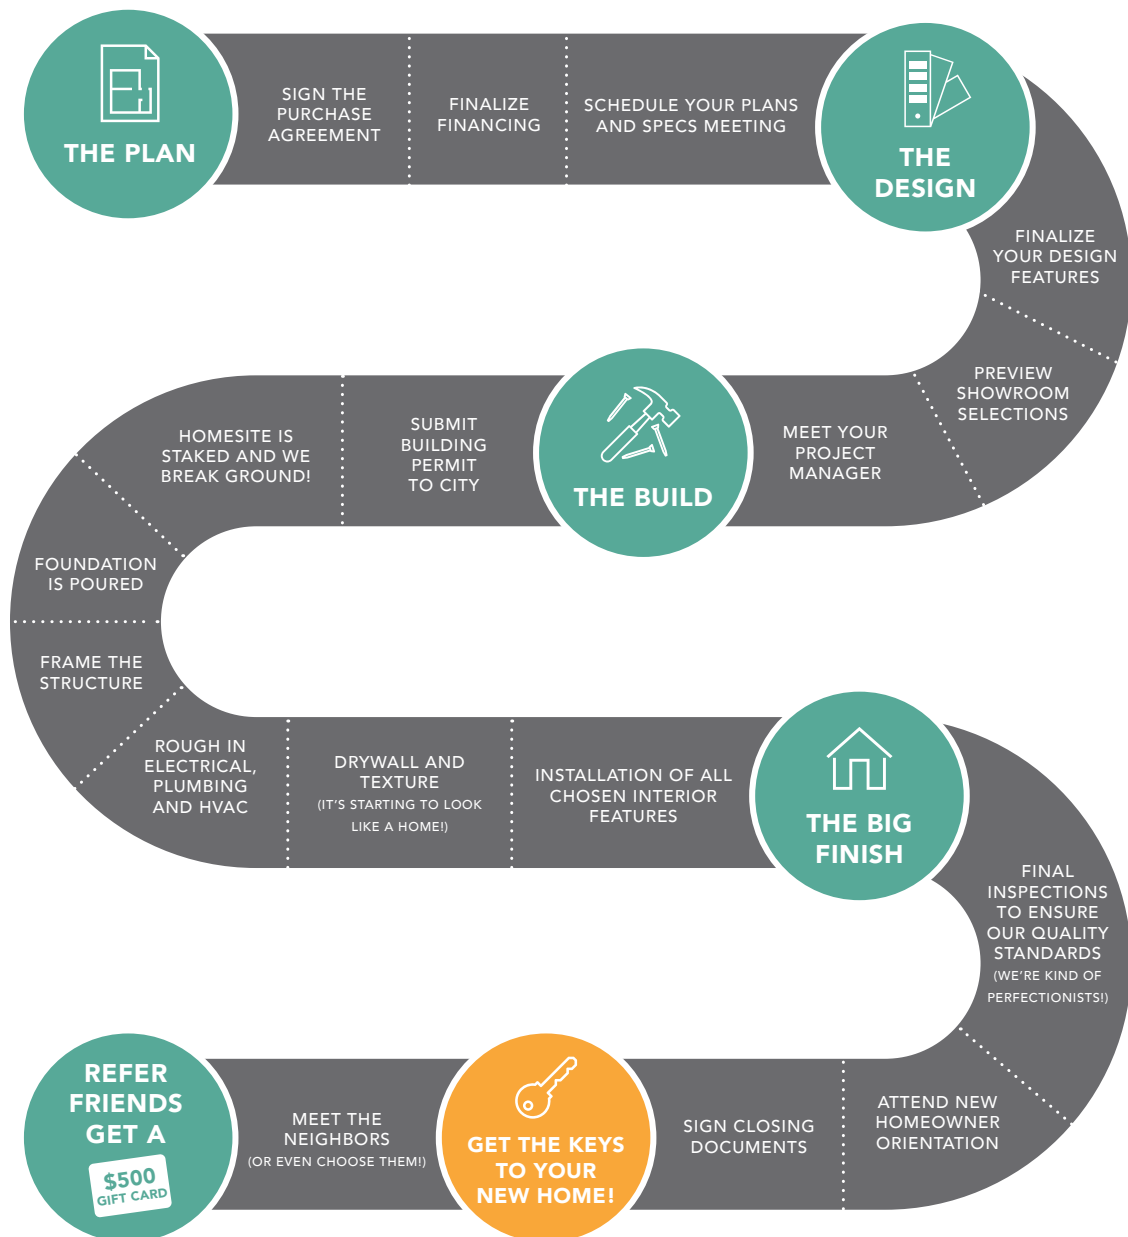 THE PLAN
SIGN THE
PURCHASE
AGREEMENT
FINALIZE
FINANCING
SCHEDULE YOUR PLANS
AND SPECS MEETING
THE
DESIGN
FINALIZE
YOUR DESIGN
FEATURES
PREVIEW
SHOWROOM
SELECTIONS
MEET YOUR
PROJECT
MANAGER
THE BUILD
SUBMIT
BUILDING
PERMIT
TO CITY
HOMESITE IS
STAKED AND WE
BREAK GROUND!
FOUNDATION
IS POURED
FRAME THE
STRUCTURE
ROUGH IN
ELECTRICAL,
PLUMBING
AND HVAC
DRYWALL AND
TEXTURE
(IT'S STARTING TO LOOK
LIKE A HOME!)
INSTALLATION OF ALL
CHOSEN INTERIOR
FEATURES
THE BIG
FINISH
FINAL
INSPECTIONS
TO ENSURE
OUR QUALITY
STANDARDS
(WE'RE KIND OF
PERFECTIONISTS!)
ATTEND NEW
HOMEOWNER
ORIENTATION
SIGN CLOSING
DOCUMENTS
GET THE KEYS
TO YOUR
NEW HOME!
MEET THE
NEIGHBORS
(OR EVEN CHOOSE THEM!)
REFER
FRIENDS
GET A
$500
GIFT CARD